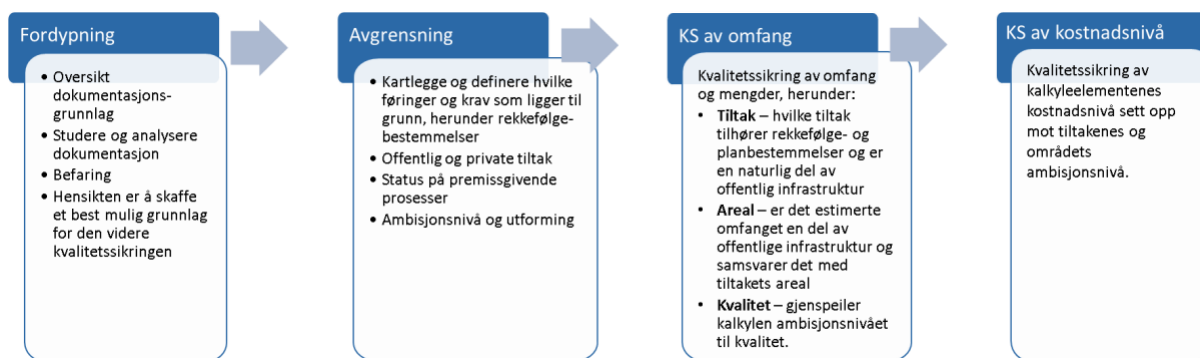 Fordypning
• Oversikt
dokumentasjons-
grunnlag
• Studere og analysere
dokumentasjon
• Befaring
• Hensikten er å skaffe
et best mulig grunnlag
for den videre
kvalitetssikringen
Avgrensning
• Kartlegge og definere hvilke
føringer og krav som ligger til
grunn, herunder rekkefølge-
bestemmelser
• Offentlig og private tiltak
• Status på premissgivende
prosesser
• Ambisjonsnivå og utforming
KS av omfang
Kvalitetssikring av omfang
og mengder, herunder:
• Tiltak – hvilke tiltak
tilhører rekkefølge- og
planbestemmelser og er
en naturlig del av
offentlig infrastruktur
• Areal – er det estimerte
omfanget en del av
offentlige infrastruktur og
samsvarer det med
tiltakets areal
• Kvalitet – gjenspeiler
kalkylen ambisjonsnivået
til kvalitet.
KS av kostnadsnivå
Kvalitetssikring av
kalkyleelementenes
kostnadsnivå sett opp
mot tiltakenes og
områdets
ambisjonsnivå.